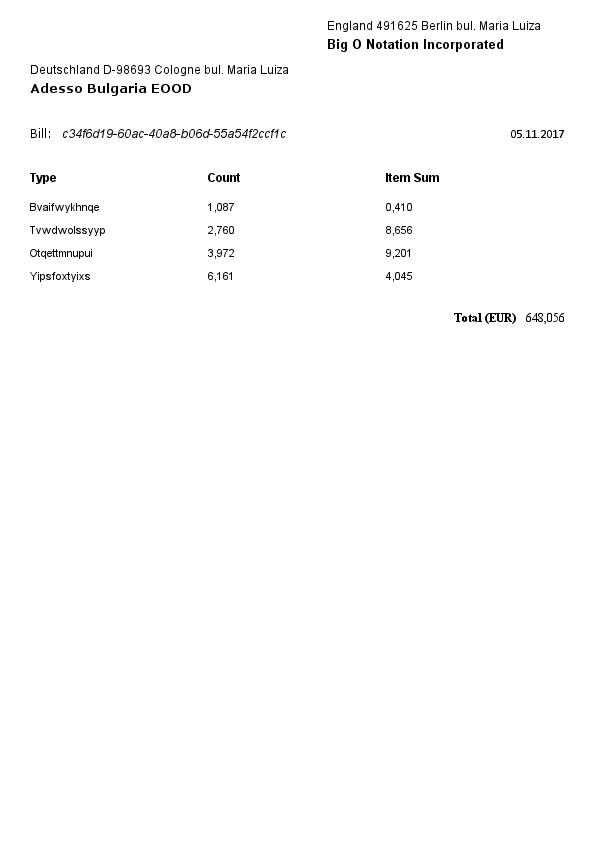 England 491625 Berlin bul. Maria Luiza
Big O Notation Incorporated
Deutschland D-98693 Cologne bul. Maria Luiza
Adesso Bulgaria EOOD
Bill: c34f6d19-60ac-40a8-b06d-55a54f2ccf1c 05.11.2017
Type Count Item Sum
Bvaifwykhnqe 1,087 0,410
Tvwdwolssyyp 2,760 8,656
Otqettmnupui 3,972 9,201
Yipsfoxtyixs 6,161 4,045
Total (EUR) 648,056